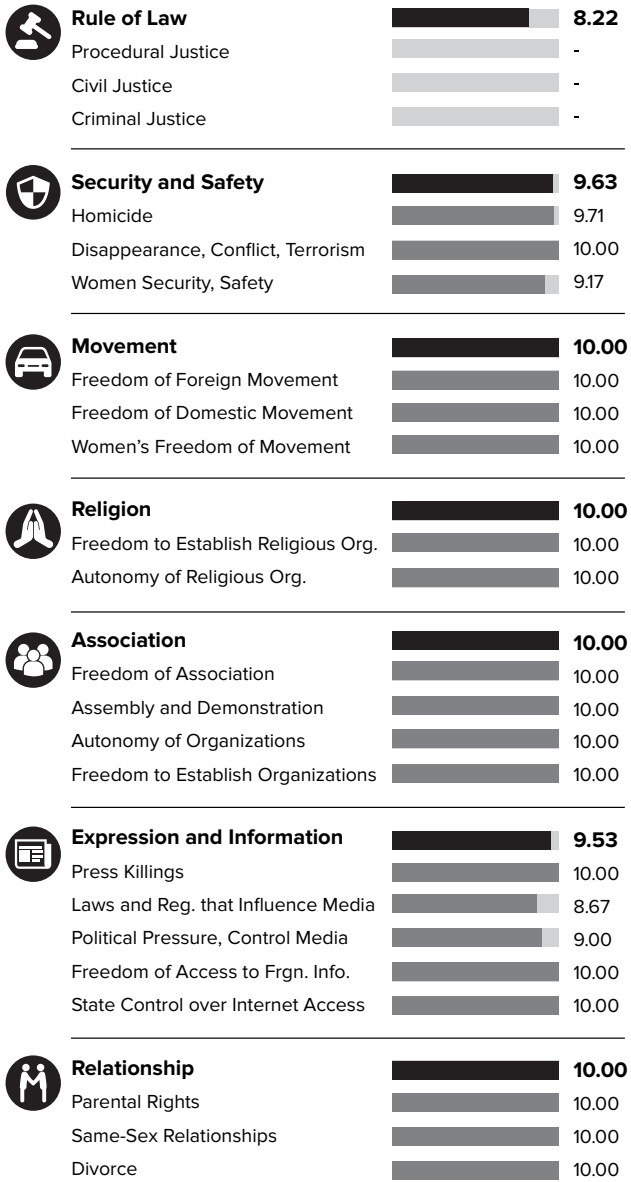 Rule of Law 8.22
Procedural Justice -
Civil Justice -
Criminal Justice -
Security and Safety 9.63
Homicide 9.71
Disappearance, Conflict, Terrorism 10.00
Women Security, Safety 9.17
Movement 10.00
Freedom of Foreign Movement 10.00
Freedom of Domestic Movement 10.00
Women’s Freedom of Movement 10.00
Religion 10.00
Freedom to Establish Religious Org. 10.00
Autonomy of Religious Org. 10.00
Association 10.00
Freedom of Association 10.00
Assembly and Demonstration 10.00
Autonomy of Organizations 10.00
Freedom to Establish Organizations 10.00
Expression and Information 9.53
Press Killings 10.00
Laws and Reg. that Influence Media 8.67
Political Pressure, Control Media 9.00
Freedom of Access to Frgn. Info. 10.00
State Control over Internet Access 10.00
Relationship 10.00
Parental Rights 10.00
Same-Sex Relationships 10.00
Divorce 10.00